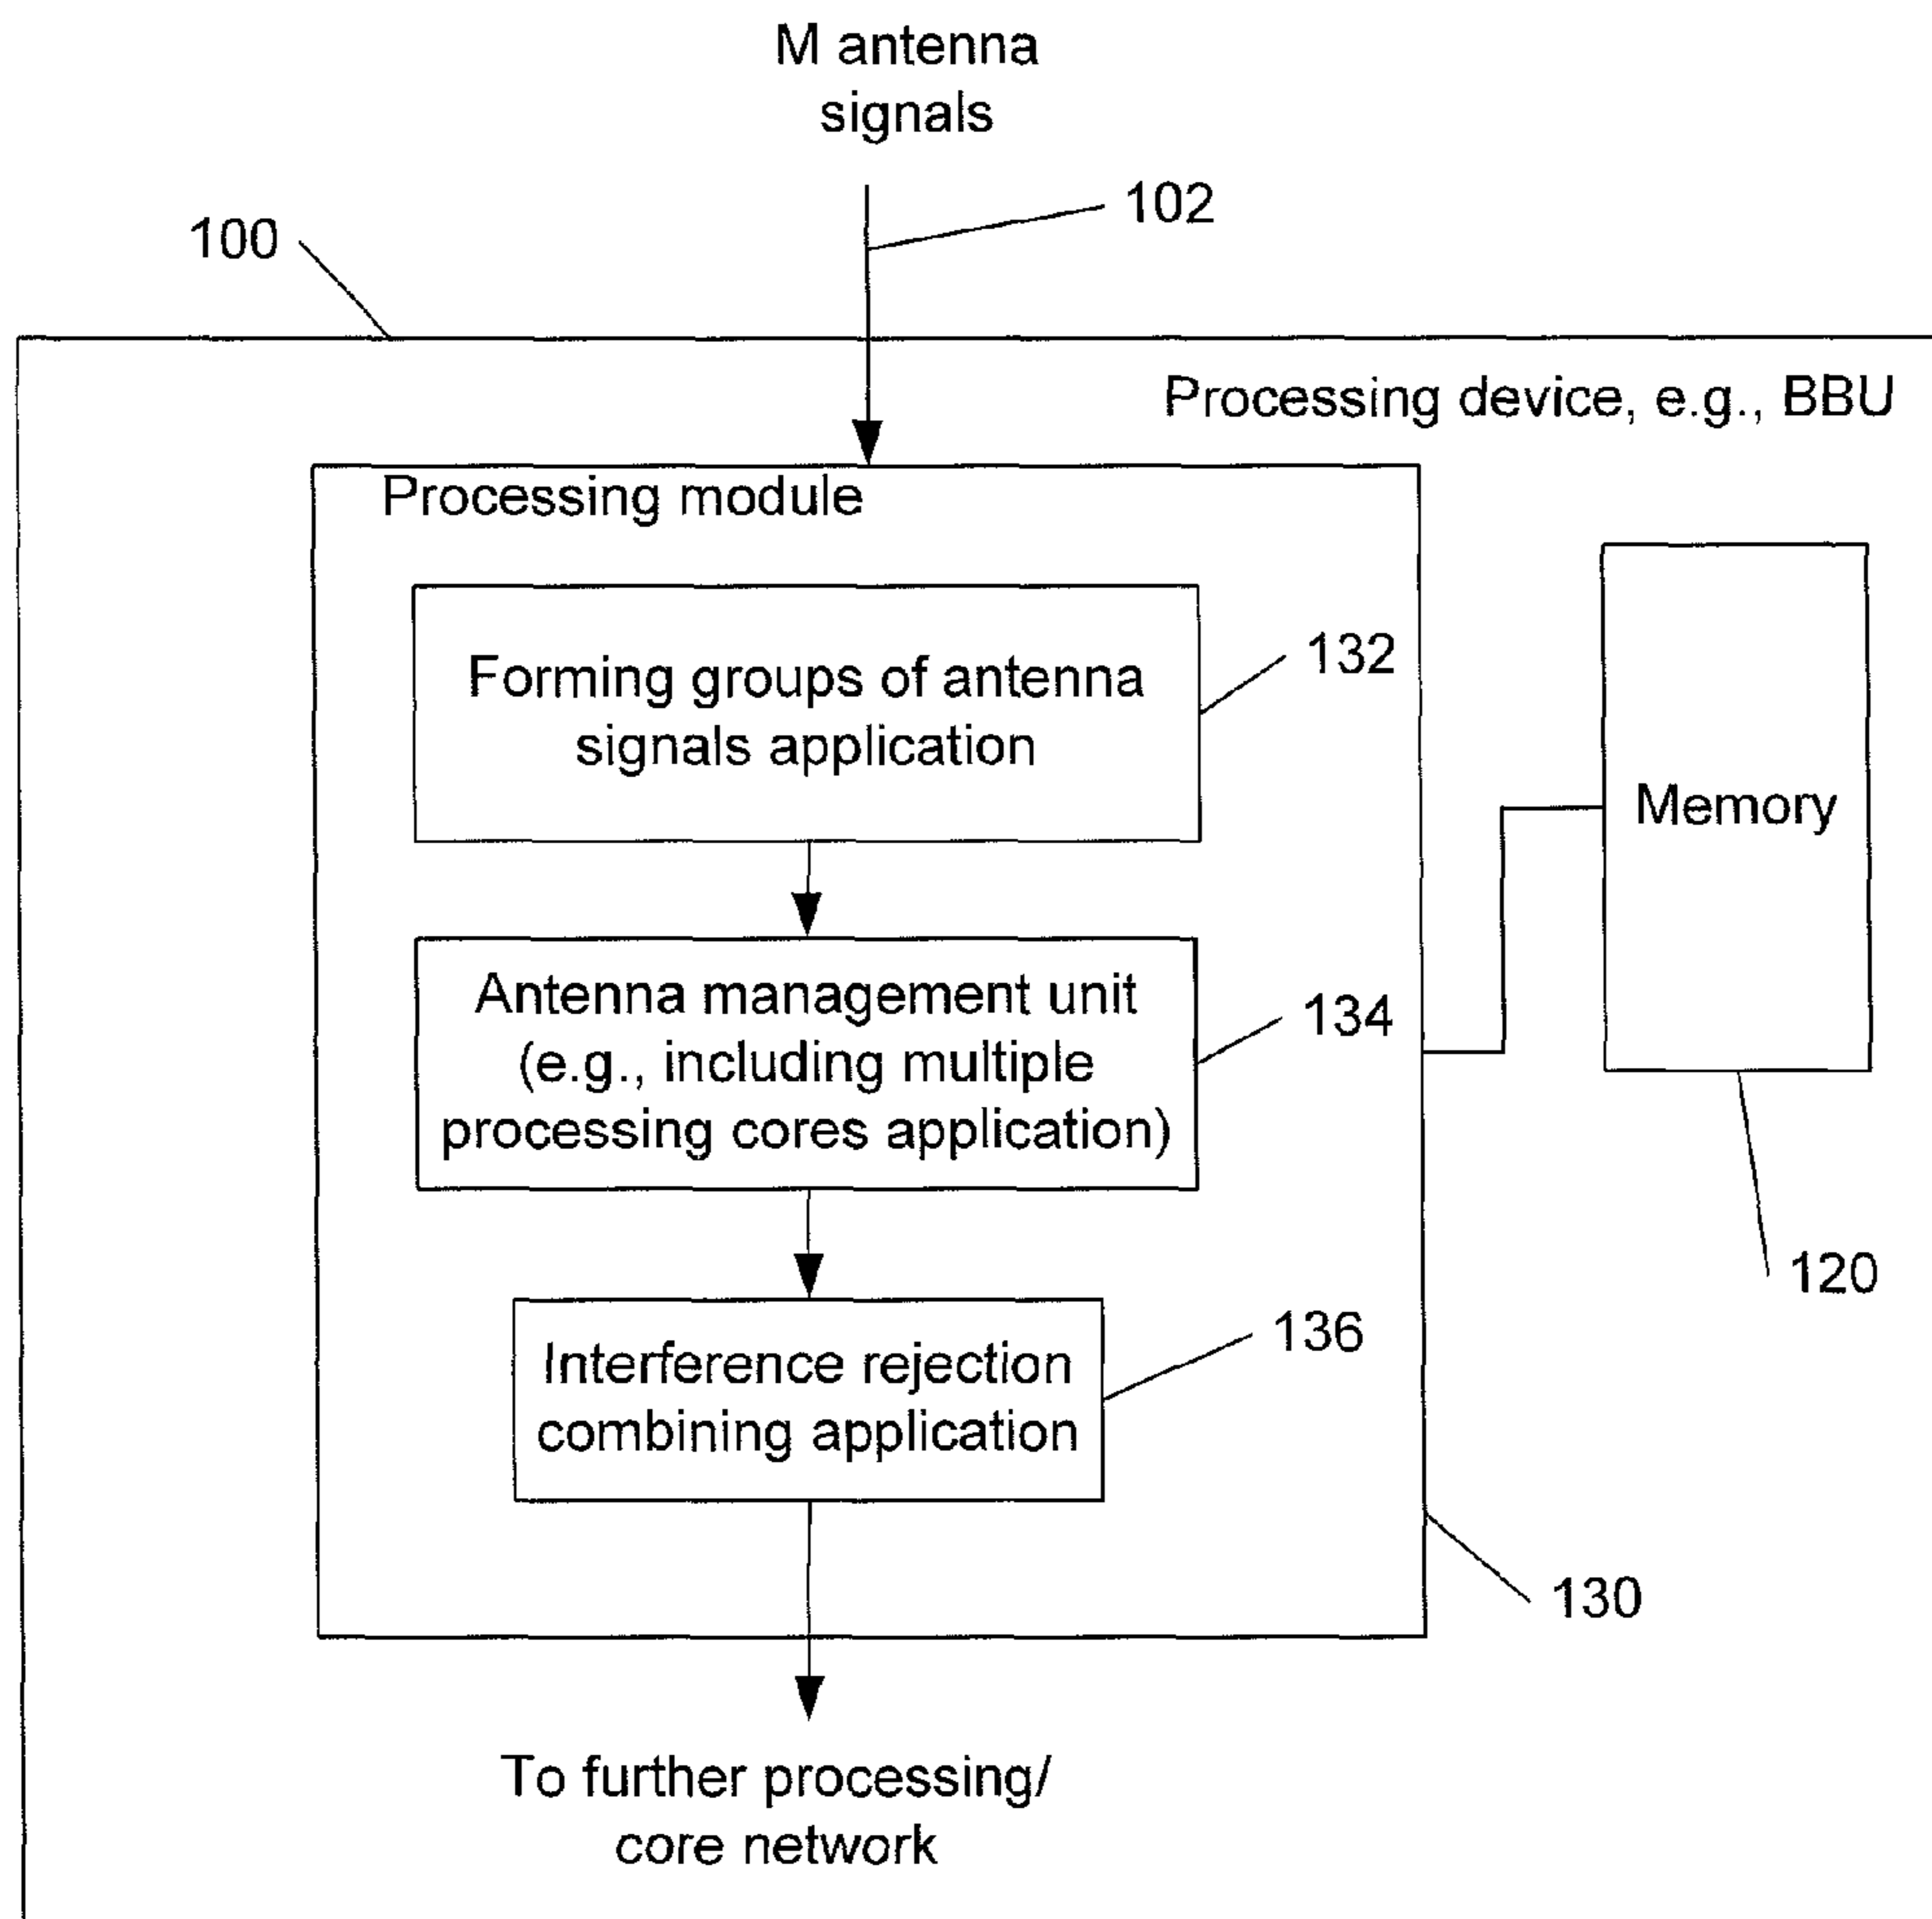 M antenna
signals
102
100
Processing device, e.g., BBU
Processing module
Forming groups of antenna
signals application
132
Memory
Antenna management unit
(e.g., including multiple
processing cores application)
134
120
Interference rejection
combining application
136
130
To further processing/
core network